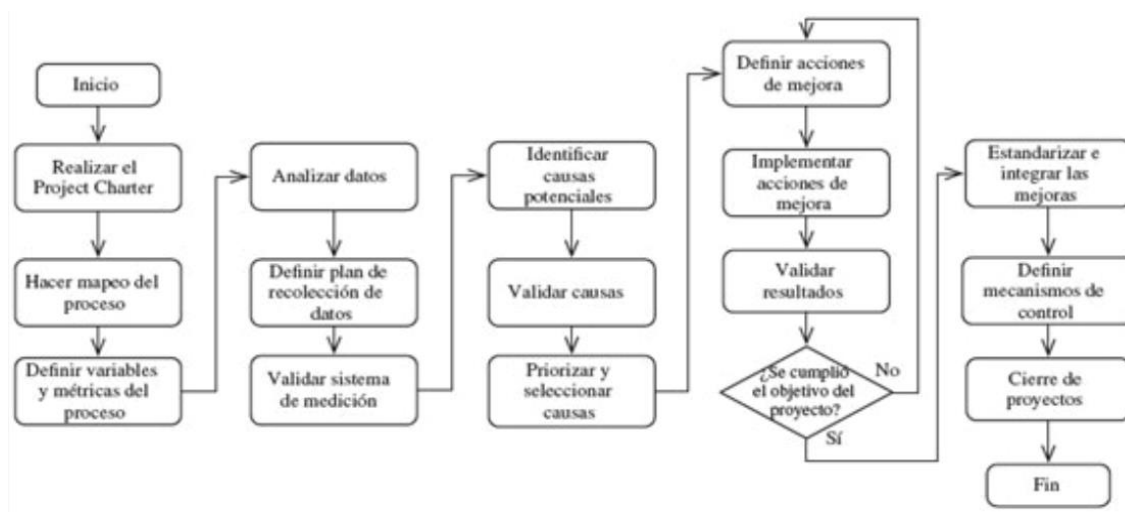 Inicio
Realizar el
Project Charter
Hacer mapeo del
proceso
Definir variables
y métricas del
proceso
Analizar datos
Definir plan de
recolección de
datos
Validar sistema
de medición
Identificar
causas
potenciales
Validar causas
Priorizar y
seleccionar
causas
Definir acciones
de mejora
Implementar
acciones de
mejora
Validar
resultados
¿Se cumplió
el objetivo del
proyecto?
No
Sí
Estandarizar e
integrar las
mejoras
Definir
mecanismos de
control
Cierre de
proyectos
Fin